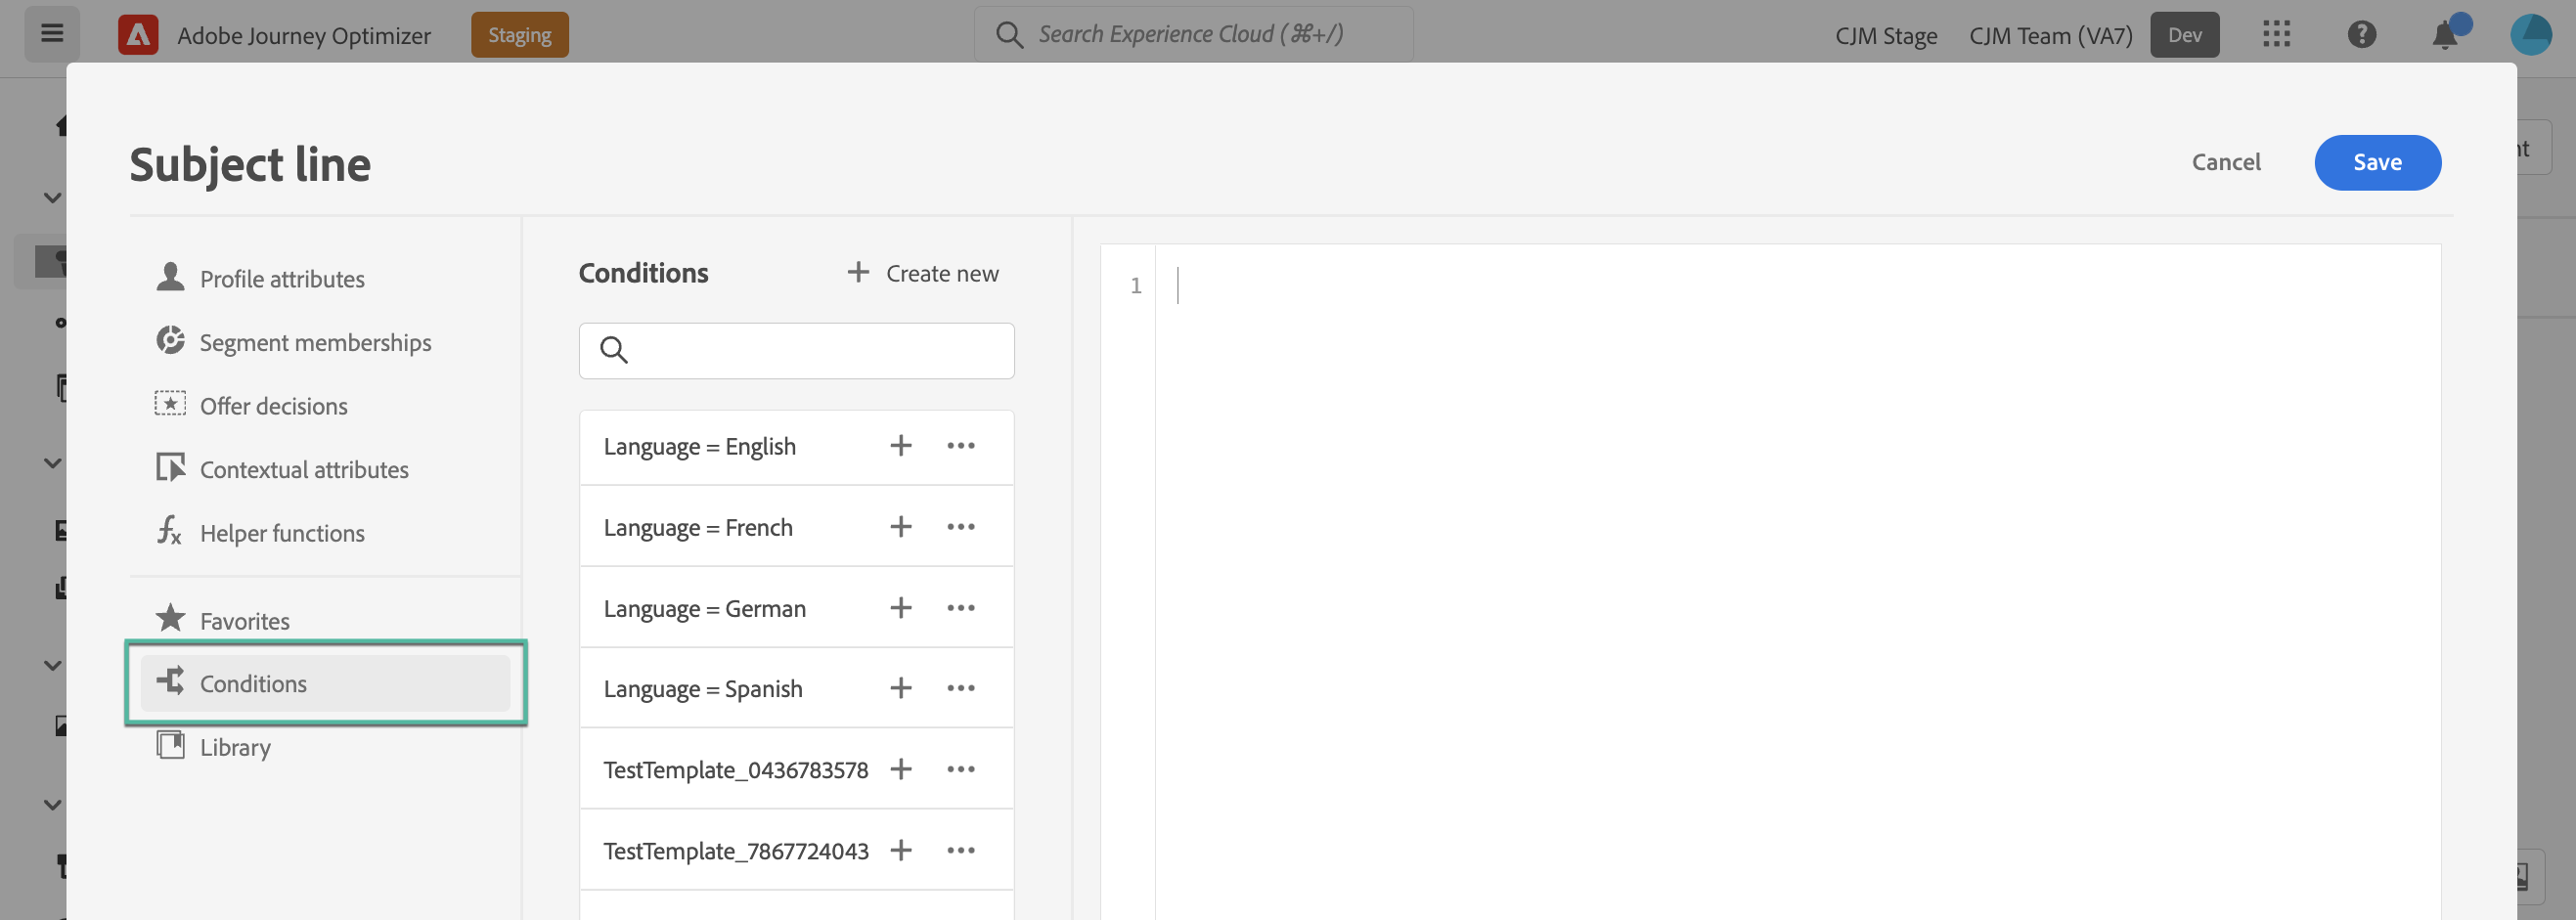 Adobe Journey Optimizer
Staging
Search Experience Cloud (⌘+/)
CJM Stage
CJM Team (VA7)
Dev
Subject line
Cancel
Save
Profile attributes
Segment memberships
Offer decisions
Contextual attributes
Helper functions
Favorites
Conditions
Library
Conditions
Create new
Language = English
Language = French
Language = German
Language = Spanish
TestTemplate_0436783578
TestTemplate_7867724043
1